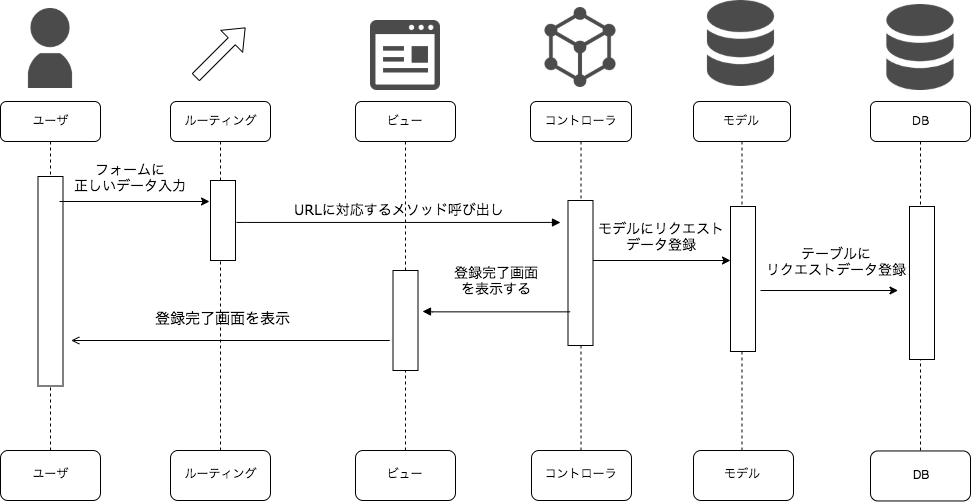 ユーザ
ルーティング
ビュー
コントローラ
モデル
DB
フォームに
正しいデータ入力
URLに対応するメソッド呼び出し
モデルにリクエスト
データ登録
テーブルに
リクエストデータ登録
登録完了画面
を表示する
登録完了画面を表示
ユーザ
ルーティング
ビュー
コントローラ
モデル
DB